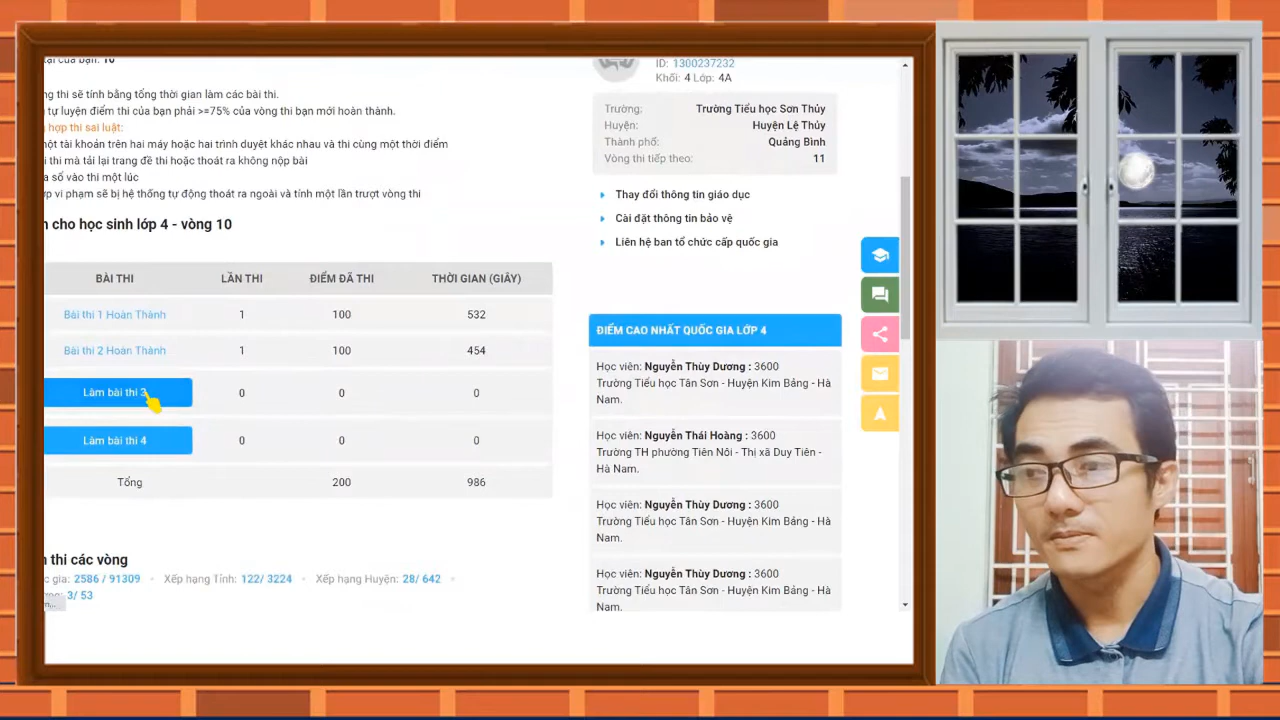 tại của bạn: 10
ng thi sẽ tính bằng tổng thời gian làm các bài thi.
tự luyện điểm thi của bạn phải >=75% của vòng thi bạn mới hoàn thành.
hợp thi sai luật:
một tài khoản trên hai máy hoặc hai trình duyệt khác nhau và thi cùng một thời điểm
i thi mà tải lại trang đề thi hoặc thoát ra không nộp bài
a số vào thi một lúc
ợp vi phạm sẽ bị hệ thống tự động thoát ra ngoài và tính một lần trượt vòng thi
n cho học sinh lớp 4 - vòng 10
BÀI THI LẦN THI ĐIỂM ĐÃ THI THỜI GIAN (GIÂY)
Bài thi 1 Hoàn Thành 1 100 532
Bài thi 2 Hoàn Thành 1 100 454
Làm bài thi 3 0 0 0
Làm bài thi 4 0 0 0
Tổng 200 986
n thi các vòng
c gia: 2586 / 91309 Xếp hạng Tỉnh: 122/ 3224 Xếp hạng Huyện: 28/ 642
3/ 53
ID: 1300237232
Khối: 4 Lớp: 4A
Trường: Trường Tiểu học Sơn Thủy
Huyện: Huyện Lệ Thủy
Thành phố: Quảng Bình
Vòng thi tiếp theo: 11
Thay đổi thông tin giáo dục
Cài đặt thông tin bảo vệ
Liên hệ ban tổ chức cấp quốc gia
ĐIỂM CAO NHẤT QUỐC GIA LỚP 4
Học viên: Nguyễn Thùy Dương : 3600
Trường Tiểu học Tân Sơn - Huyện Kim Bảng - Hà
Nam.
Học viên: Nguyễn Thái Hoàng : 3600
Trường TH phường Tiên Nội - Thị xã Duy Tiên -
Hà Nam.
Học viên: Nguyễn Thùy Dương : 3600
Trường Tiểu học Tân Sơn - Huyện Kim Bảng - Hà
Nam.
Học viên: Nguyễn Thùy Dương : 3600
Trường Tiểu học Tân Sơn - Huyện Kim Bảng - Hà
Nam.